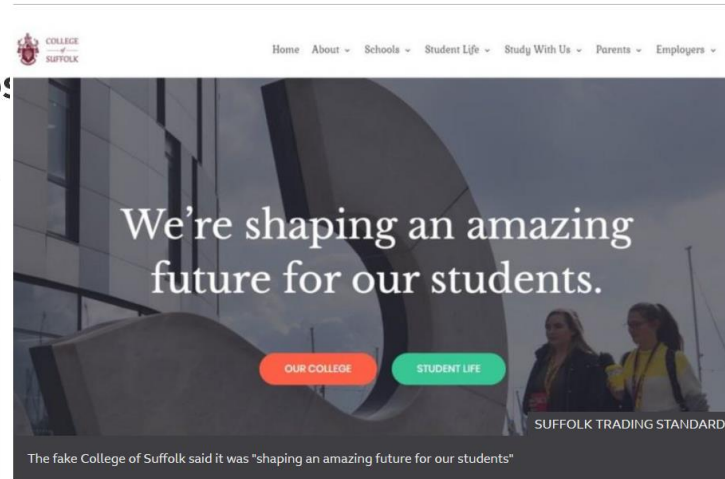 COLLEGE
of
SUFFOLK
Home About Schools Student Life Study With Us Parents Employers
We're shaping an amazing
future for our students.
OUR COLLEGE STUDENT LIFE
SUFFOLK TRADING STANDARD
The fake College of Suffolk said it was "shaping an amazing future for our students"